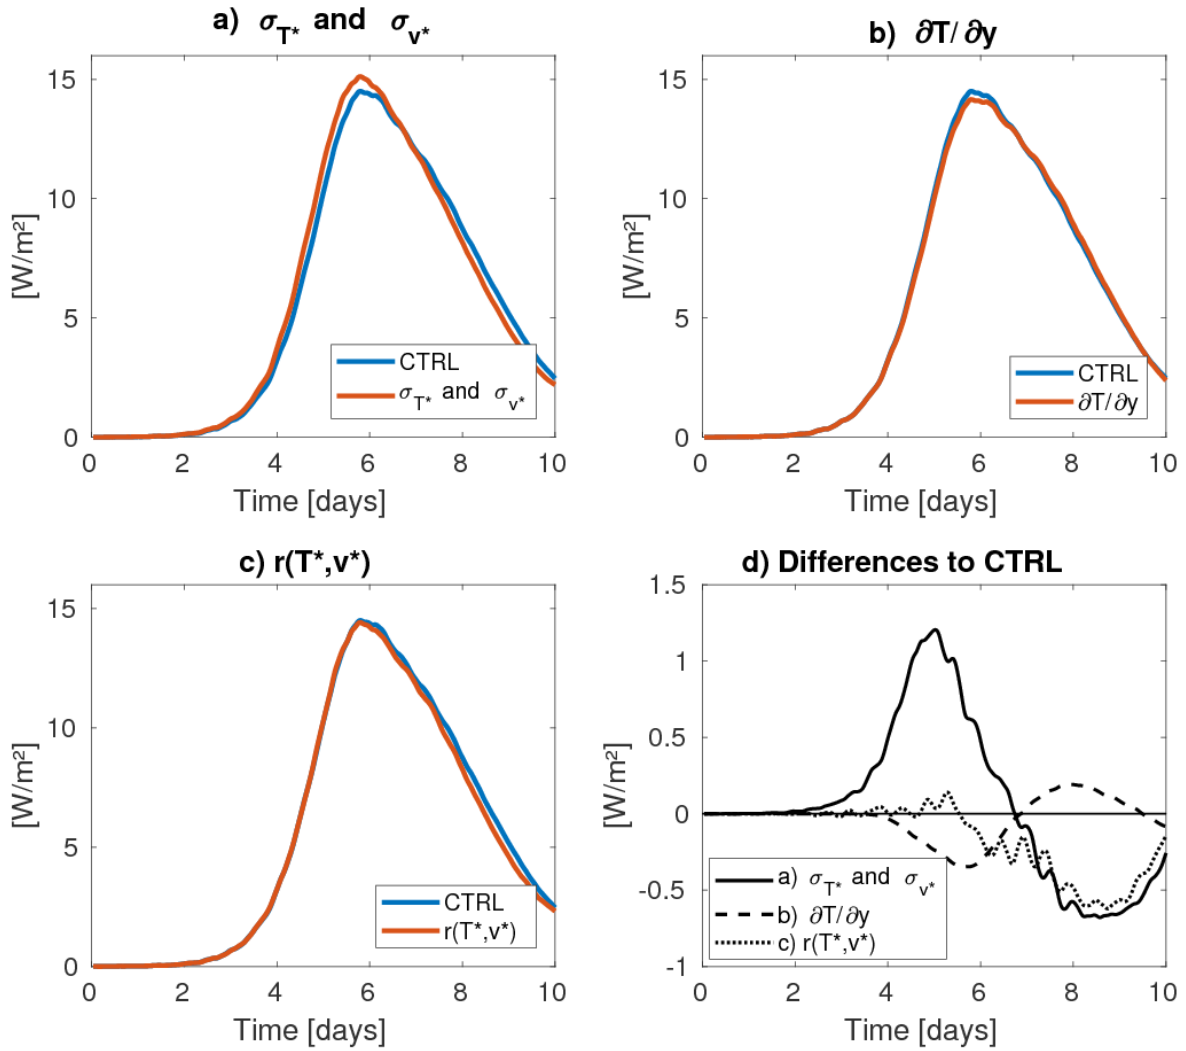 a) σT* and σv*
[W/m²]
15
10
5
0
0 2 4 6 8 10
Time [days]
CTRL
σT* and σv*
b) ∂T/∂y
[W/m²]
15
10
5
0
0 2 4 6 8 10
Time [days]
CTRL
∂T/∂y
c) r(T*,v*)
[W/m²]
15
10
5
0
0 2 4 6 8 10
Time [days]
CTRL
r(T*,v*)
d) Differences to CTRL
[W/m²]
1.5
1
0.5
0
-0.5
-1
0 2 4 6 8 10
Time [days]
a) σT* and σv*
b) ∂T/∂y
c) r(T*,v*)